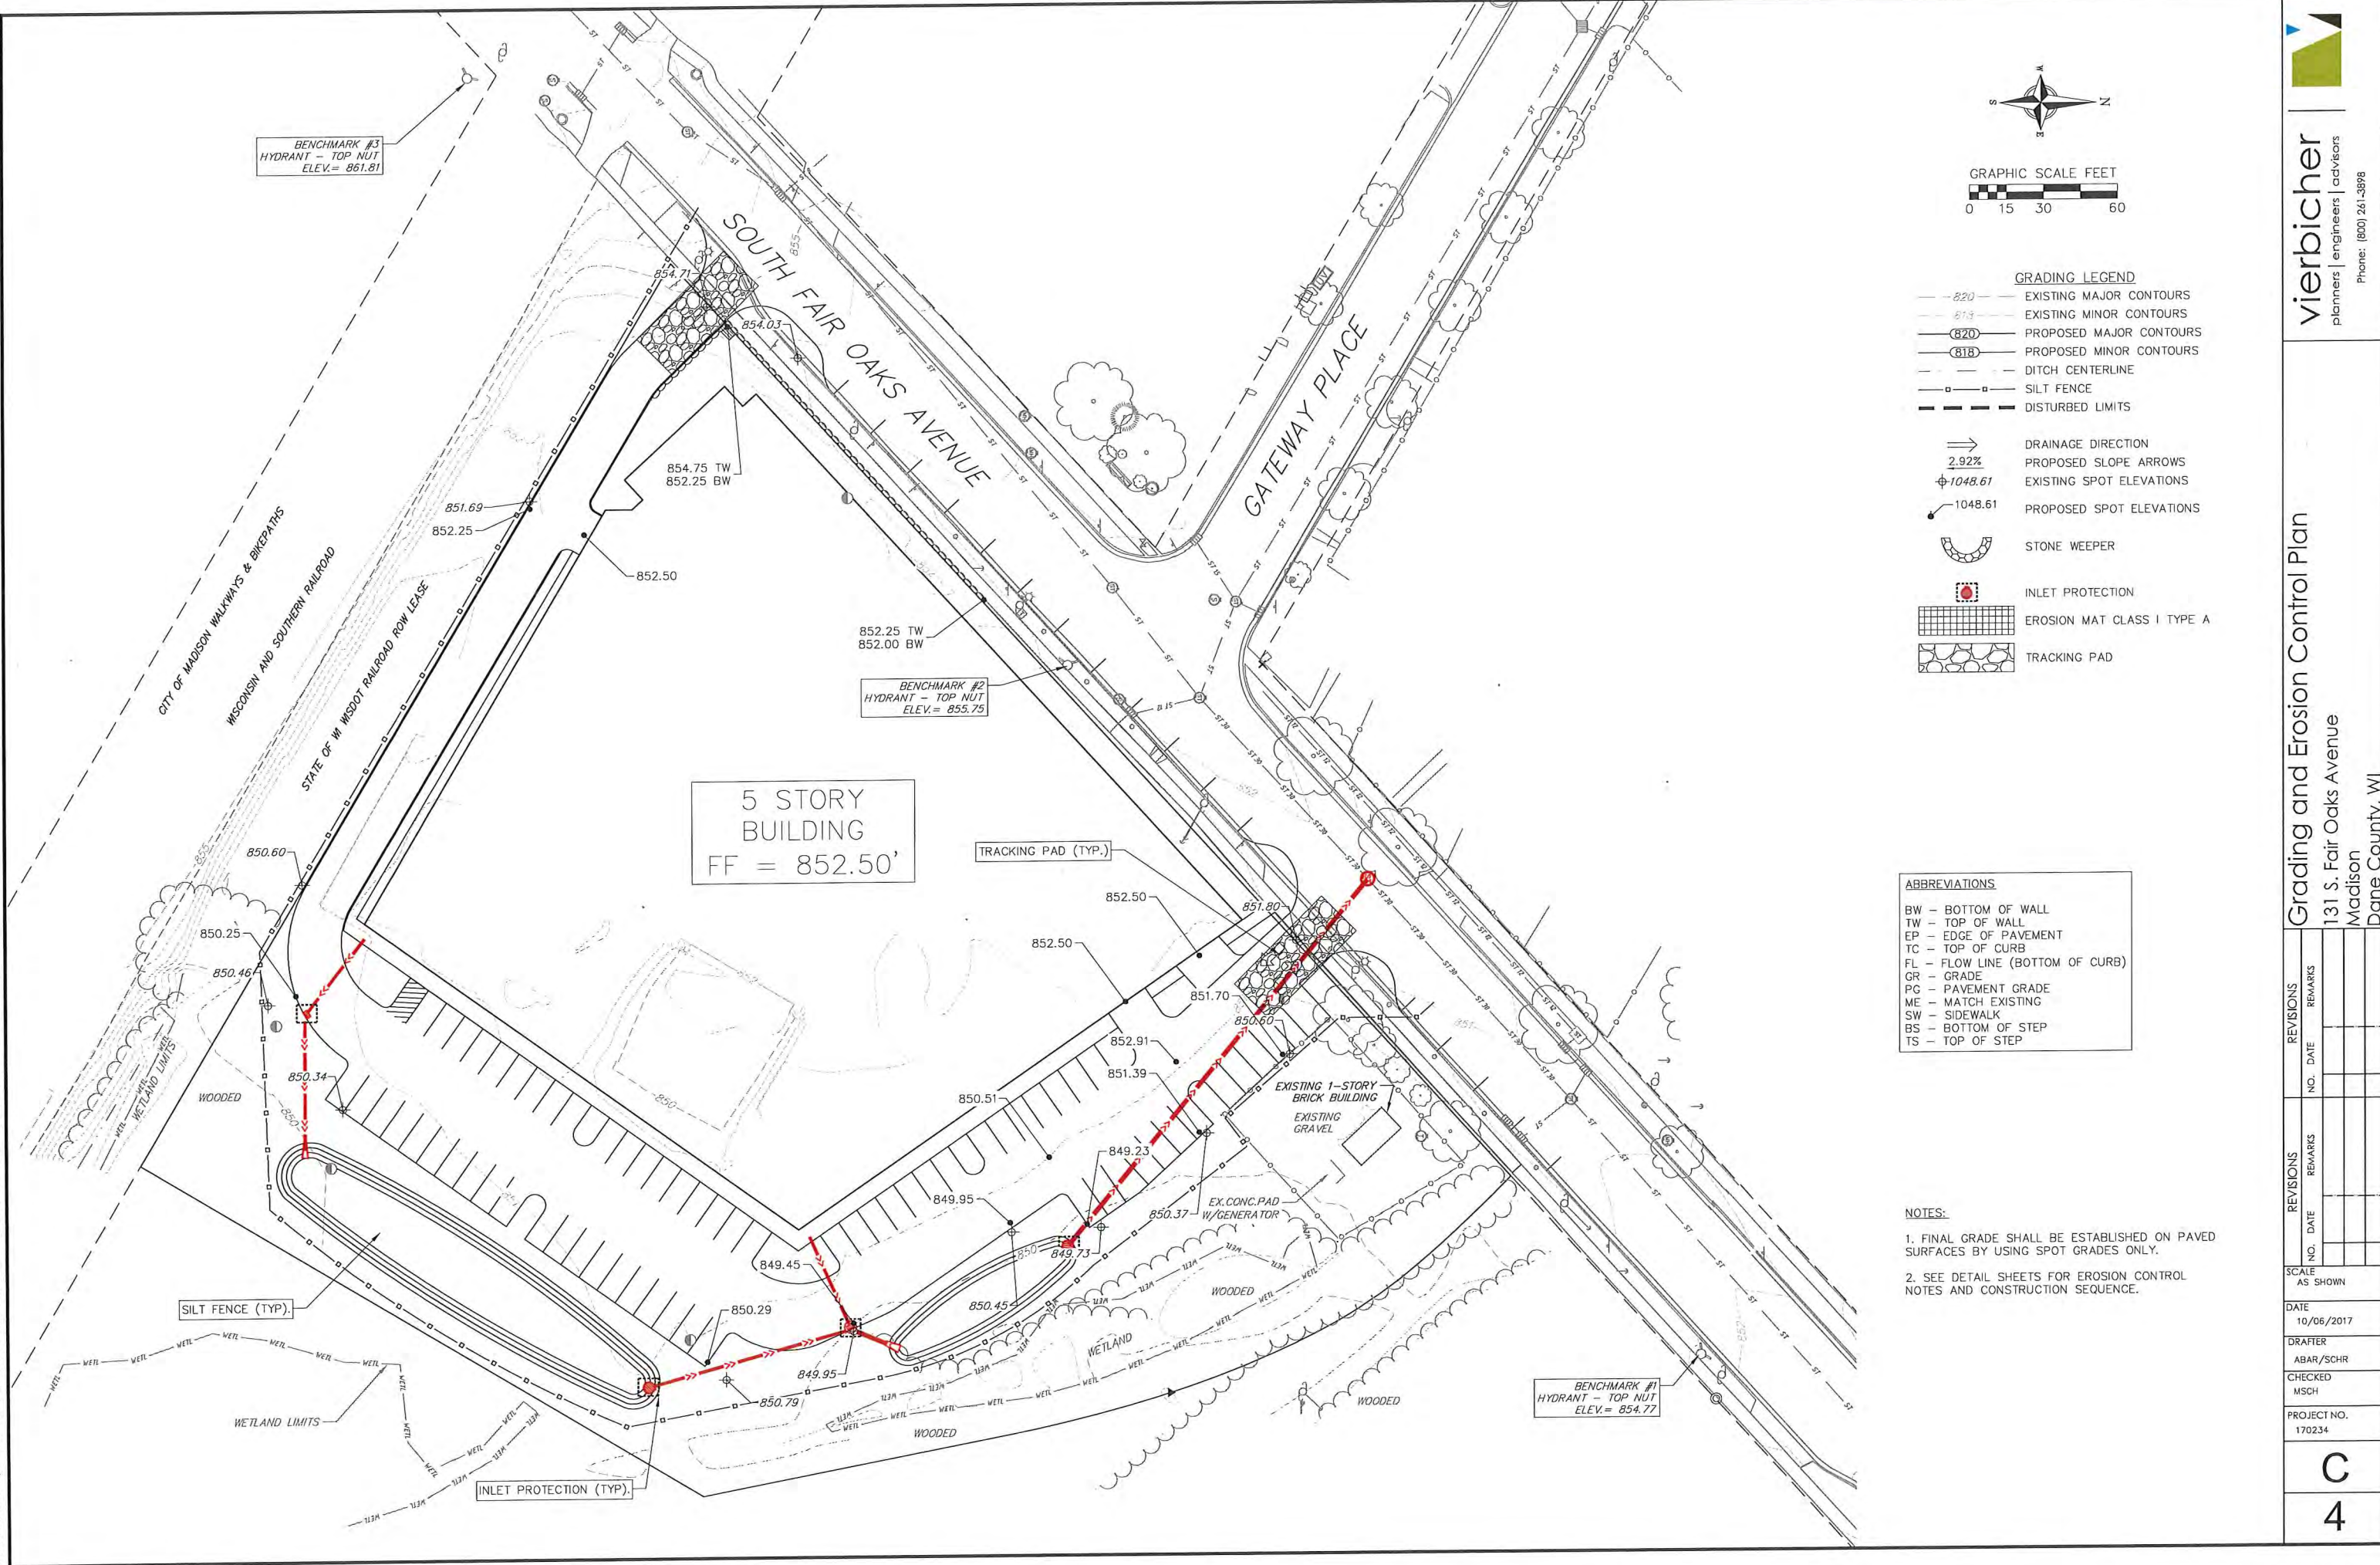 BENCHMARK #3
HYDRANT – TOP NUT
ELEV.= 861.81
SOUTH FAIR OAKS AVENUE
GATEWAY PLACE
CITY OF MADISON WALKWAYS & BIKEPATHS
WISCONSIN AND SOUTHERN RAILROAD
STATE OF WI WISDOT RAILROAD ROW LEASE
854.71
854.03
855
854.75 TW
852.25 BW
851.69
852.25
852.50
852.25 TW
852.00 BW
BENCHMARK #2
HYDRANT – TOP NUT
ELEV.= 855.75
5 STORY
BUILDING
FF = 852.50'
TRACKING PAD (TYP.)
852.50
851.80
852.50
851.70
850.60
852.91
851.39
850.51
849.23
849.95
850.37
849.73
850.45
850.60
850.25
850.46
850.34
855
850
850
850
852
851
852
WOODED
WETLAND LIMITS
EXISTING 1–STORY
BRICK BUILDING
EXISTING
GRAVEL
EX.CONC.PAD
W/GENERATOR
849.45
850.29
849.95
850.79
SILT FENCE (TYP).
WETLAND LIMITS
INLET PROTECTION (TYP).
WOODED
WETLAND
WOODED
WOODED
BENCHMARK #1
HYDRANT – TOP NUT
ELEV.= 854.77
W
S
N
E
GRAPHIC SCALE FEET
0 15 30 60
GRADING LEGEND
820 EXISTING MAJOR CONTOURS
818 EXISTING MINOR CONTOURS
820 PROPOSED MAJOR CONTOURS
818 PROPOSED MINOR CONTOURS
DITCH CENTERLINE
SILT FENCE
DISTURBED LIMITS
DRAINAGE DIRECTION
2.92% PROPOSED SLOPE ARROWS
1048.61 EXISTING SPOT ELEVATIONS
1048.61 PROPOSED SPOT ELEVATIONS
STONE WEEPER
INLET PROTECTION
EROSION MAT CLASS I TYPE A
TRACKING PAD
ABBREVIATIONS
BW – BOTTOM OF WALL
TW – TOP OF WALL
EP – EDGE OF PAVEMENT
TC – TOP OF CURB
FL – FLOW LINE (BOTTOM OF CURB)
GR – GRADE
PG – PAVEMENT GRADE
ME – MATCH EXISTING
SW – SIDEWALK
BS – BOTTOM OF STEP
TS – TOP OF STEP
NOTES:
1. FINAL GRADE SHALL BE ESTABLISHED ON PAVED
SURFACES BY USING SPOT GRADES ONLY.
2. SEE DETAIL SHEETS FOR EROSION CONTROL
NOTES AND CONSTRUCTION SEQUENCE.
vierbicher
planners | engineers | advisors
Phone: (800) 261-3898
Grading and Erosion Control Plan
131 S. Fair Oaks Avenue
Madison
Dane County, WI
REVISIONS
NO. DATE REMARKS
REVISIONS
NO. DATE REMARKS
SCALE
AS SHOWN
DATE
10/06/2017
DRAFTER
ABAR/SCHR
CHECKED
MSCH
PROJECT NO.
170234
C
4